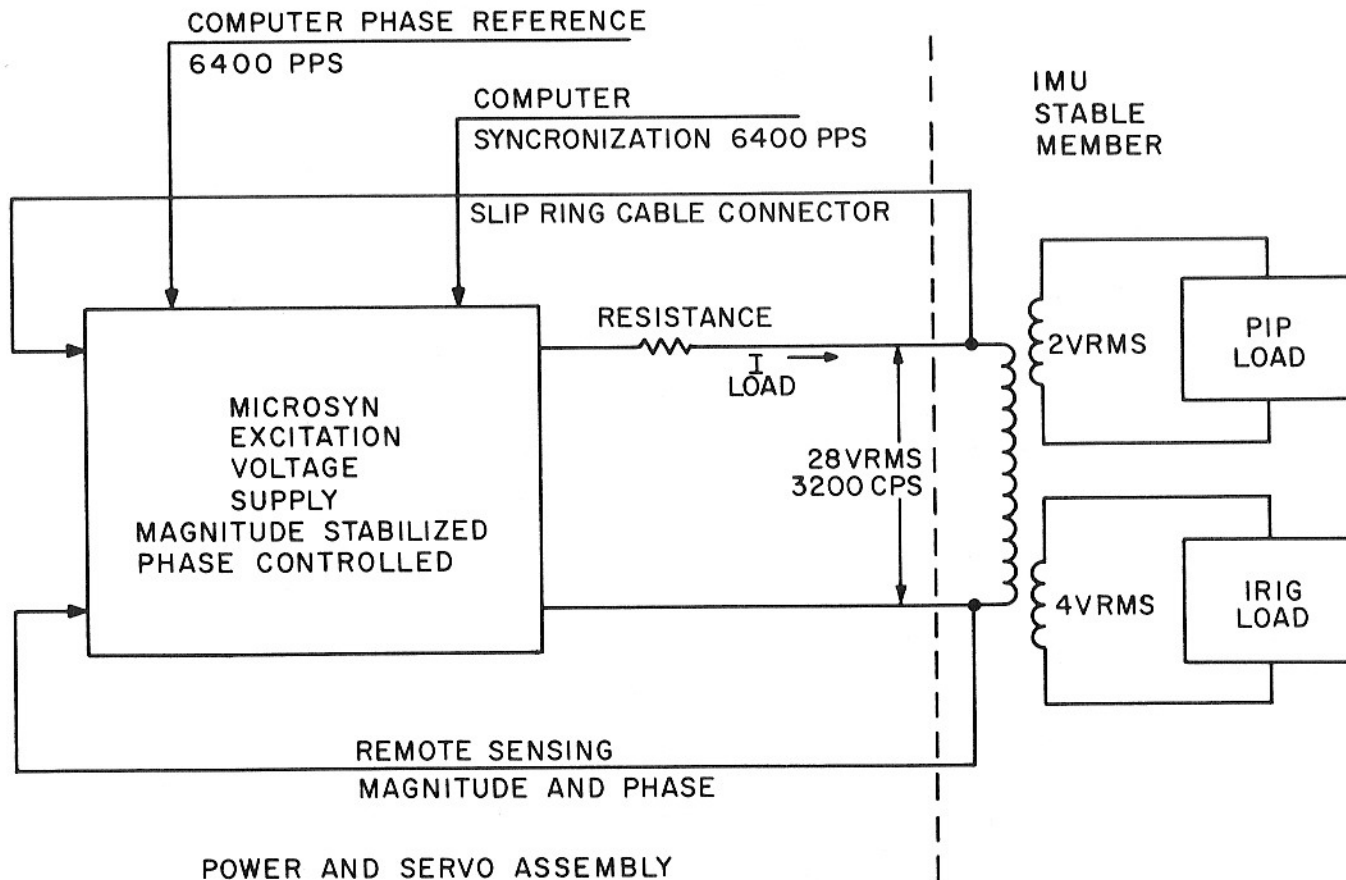 COMPUTER PHASE REFERENCE
6400 PPS
COMPUTER
SYNCRONIZATION 6400 PPS
IMU
STABLE
MEMBER
SLIP RING CABLE CONNECTOR
RESISTANCE
I
LOAD
2VRMS
PIP
LOAD
MICROSYN
EXCITATION
VOLTAGE
SUPPLY
MAGNITUDE STABILIZED
PHASE CONTROLLED
28VRMS
3200 CPS
4VRMS
IRIG
LOAD
REMOTE SENSING
MAGNITUDE AND PHASE
POWER AND SERVO ASSEMBLY